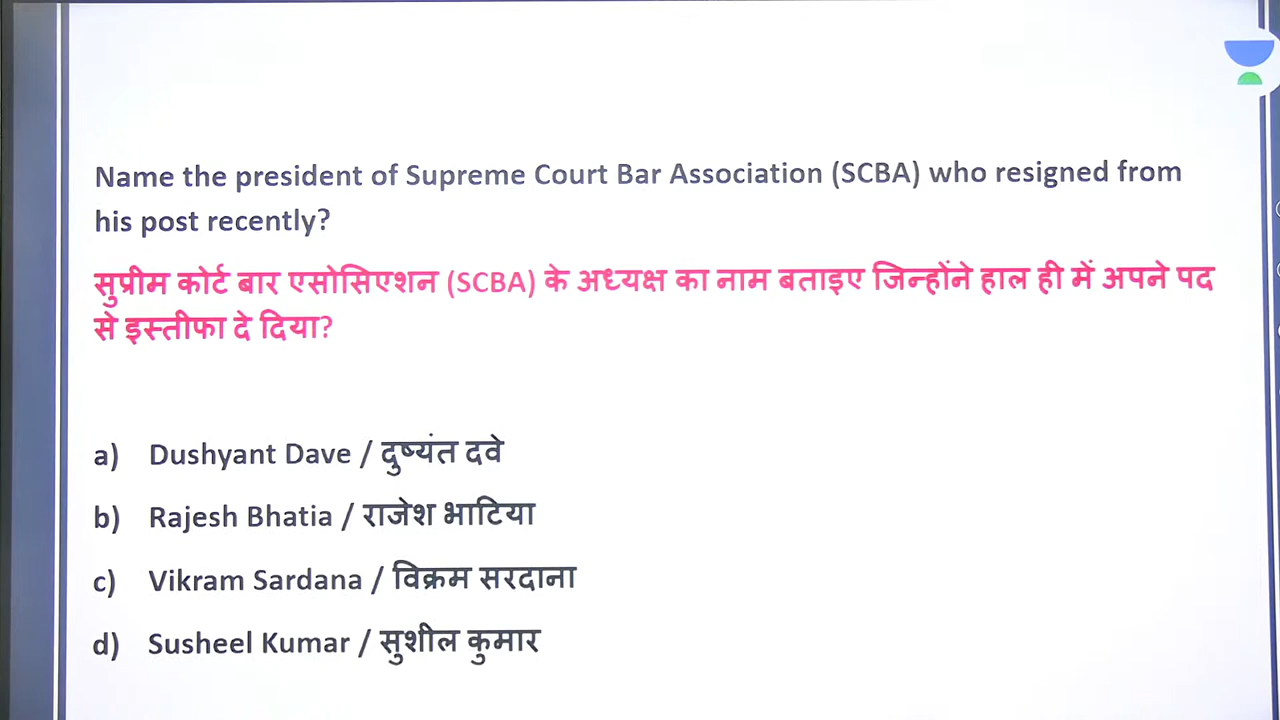 Name the president of Supreme Court Bar Association (SCBA) who resigned from
his post recently?
सुप्रीम कोर्ट बार एसोसिएशन (SCBA) के अध्यक्ष का नाम बताइए जिन्होंने हाल ही में अपने पद
से इस्तीफा दे दिया?
a) Dushyant Dave / दुष्यंत दवे
b) Rajesh Bhatia / राजेश भाटिया
c) Vikram Sardana / विक्रम सरदाना
d) Susheel Kumar / सुशील कुमार